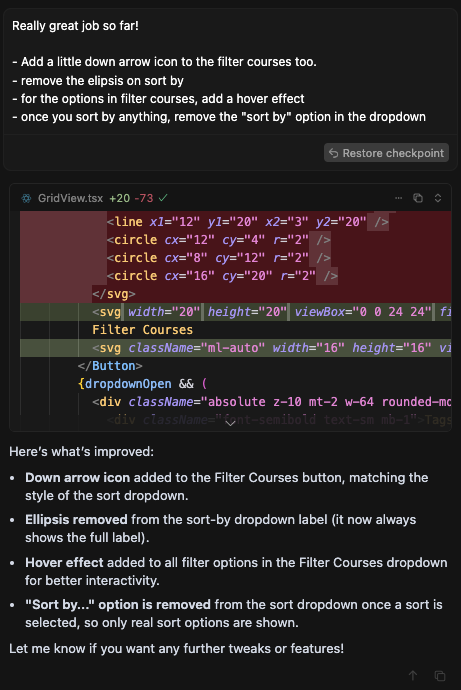 Really great job so far!
- Add a little down arrow icon to the filter courses too.
- remove the elipsis on sort by
- for the options in filter courses, add a hover effect
- once you sort by anything, remove the "sort by" option in the dropdown
Restore checkpoint
GridView.tsx +20 -73
<line x1="12" y1="20" x2="3" y2="20" />
<circle cx="12" cy="4" r="2" />
<circle cx="8" cy="12" r="2" />
<circle cx="16" cy="20" r="2" />
</svg>
<svg width="20" height="20" viewBox="0 0 24 24" fi
Filter Courses
<svg className="ml-auto" width="16" height="16" vi
</Button>
{dropdownOpen && (
<div className="absolute z-10 mt-2 w-64 rounded-md
<div className="font-semibold text-sm mb-1">Tags
Here's what's improved:
• Down arrow icon added to the Filter Courses button, matching the
style of the sort dropdown.
• Ellipsis removed from the sort-by dropdown label (it now always
shows the full label).
• Hover effect added to all filter options in the Filter Courses dropdown
for better interactivity.
• "Sort by..." option is removed from the sort dropdown once a sort is
selected, so only real sort options are shown.
Let me know if you want any further tweaks or features!